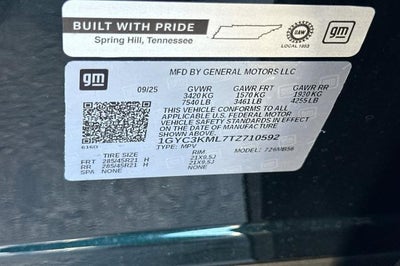 BUILT WITH PRIDE
Spring Hill, Tennessee
UAW
LOCAL 1853
gm
gm
MFD BY GENERAL MOTORS LLC
09/25 GVWR GAWR FRT GAWR RR
3420 KG 1570 KG 1930 KG
7540 LB 3461 LB 4255 LB
THIS VEHICLE CONFORMS TO ALL
APPLICABLE U.S. FEDERAL MOTOR
VEHICLE SAFETY STANDARDS IN
EFFECT ON THE DATE OF
MANUFACTURE SHOWN ABOVE.
1GYC3KML7TZ710592
TYPE: MPV 726MB56
TIRE SIZE RIM
FRT 285/45R21 H 21X9.5J
RR 285/45R21 H 21X9.5J
SPA NONE NONE